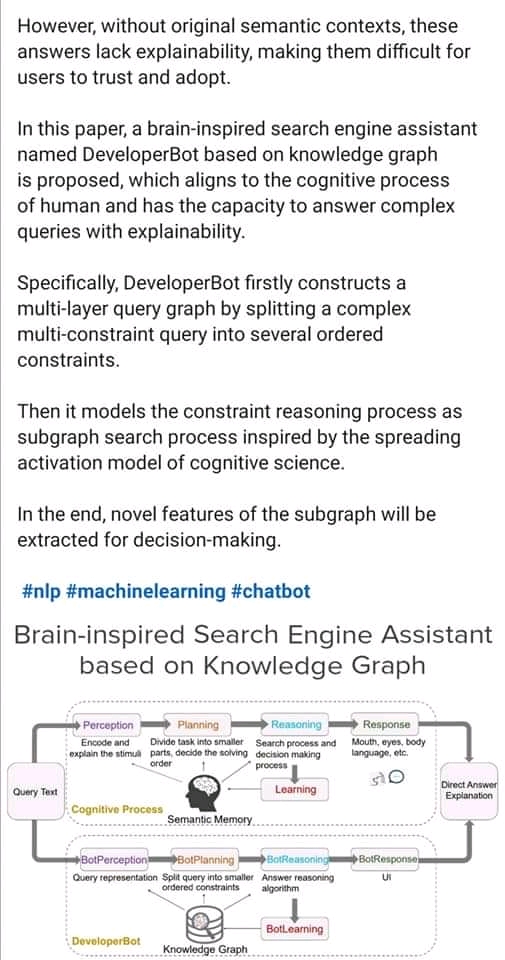 However, without original semantic contexts, these
answers lack explainability, making them difficult for
users to trust and adopt.
In this paper, a brain-inspired search engine assistant
named DeveloperBot based on knowledge graph
is proposed, which aligns to the cognitive process
of human and has the capacity to answer complex
queries with explainability.
Specifically, DeveloperBot firstly constructs a
multi-layer query graph by splitting a complex
multi-constraint query into several ordered
constraints.
Then it models the constraint reasoning process as
subgraph search process inspired by the spreading
activation model of cognitive science.
In the end, novel features of the subgraph will be
extracted for decision-making.
#nlp #machinelearning #chatbot
Brain-inspired Search Engine Assistant
based on Knowledge Graph
Query Text
Perception
Encode and
explain the stimuli
Planning
Divide task into smaller
parts, decide the solving
order
Reasoning
Search process and
decision making
process
Response
Mouth, eyes, body
language, etc.
Learning
Cognitive Process
Semantic Memory
Direct Answer
Explanation
BotPerception
Query representation
BotPlanning
Split query into smaller
ordered constraints
BotReasoning
Answer reasoning
algorithm
BotResponse
UI
BotLearning
DeveloperBot
Knowledge Graph